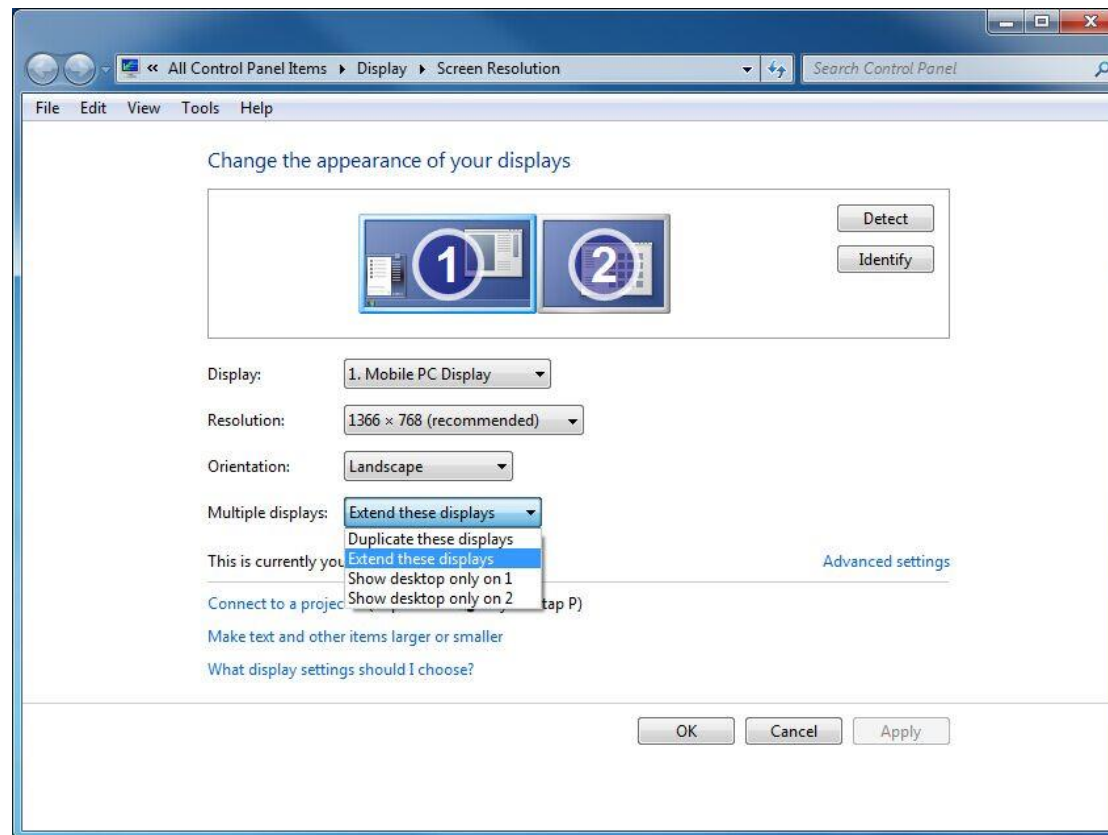 « All Control Panel Items ▸ Display ▸ Screen Resolution Search Control Panel
File Edit View Tools Help
Change the appearance of your displays
1 2
Detect
Identify
Display: 1. Mobile PC Display
Resolution: 1366 × 768 (recommended)
Orientation: Landscape
Multiple displays: Extend these displays
Duplicate these displays
Extend these displays
Show desktop only on 1
Show desktop only on 2
This is currently Advanced settings
Connect to a tap P)
Make text and other items larger or smaller
What display settings should I choose?
OK Cancel Apply